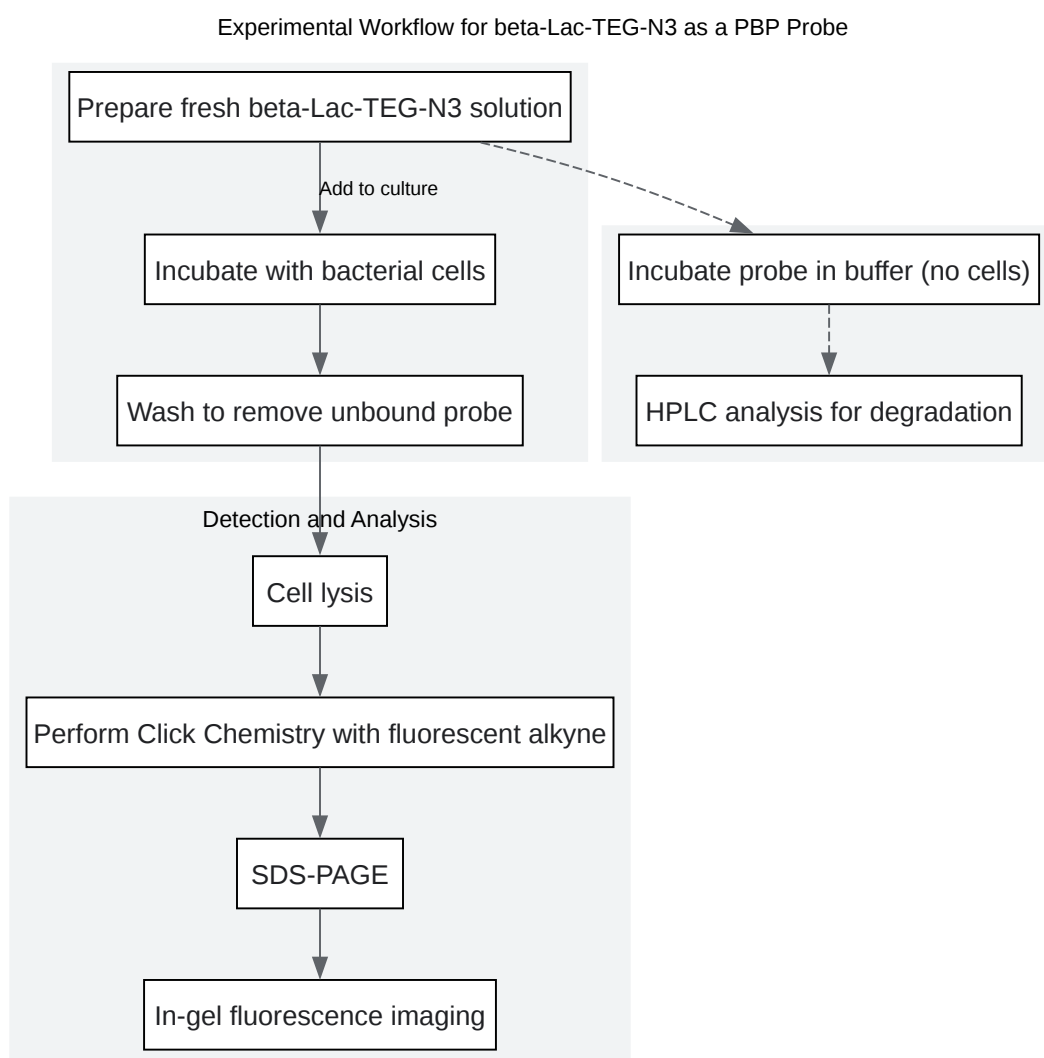 Experimental Workflow for beta-Lac-TEG-N3 as a PBP Probe
Prepare fresh beta-Lac-TEG-N3 solution
Add to culture
Incubate with bacterial cells
Incubate probe in buffer (no cells)
Wash to remove unbound probe
HPLC analysis for degradation
Detection and Analysis
Cell lysis
Perform Click Chemistry with fluorescent alkyne
SDS-PAGE
In-gel fluorescence imaging